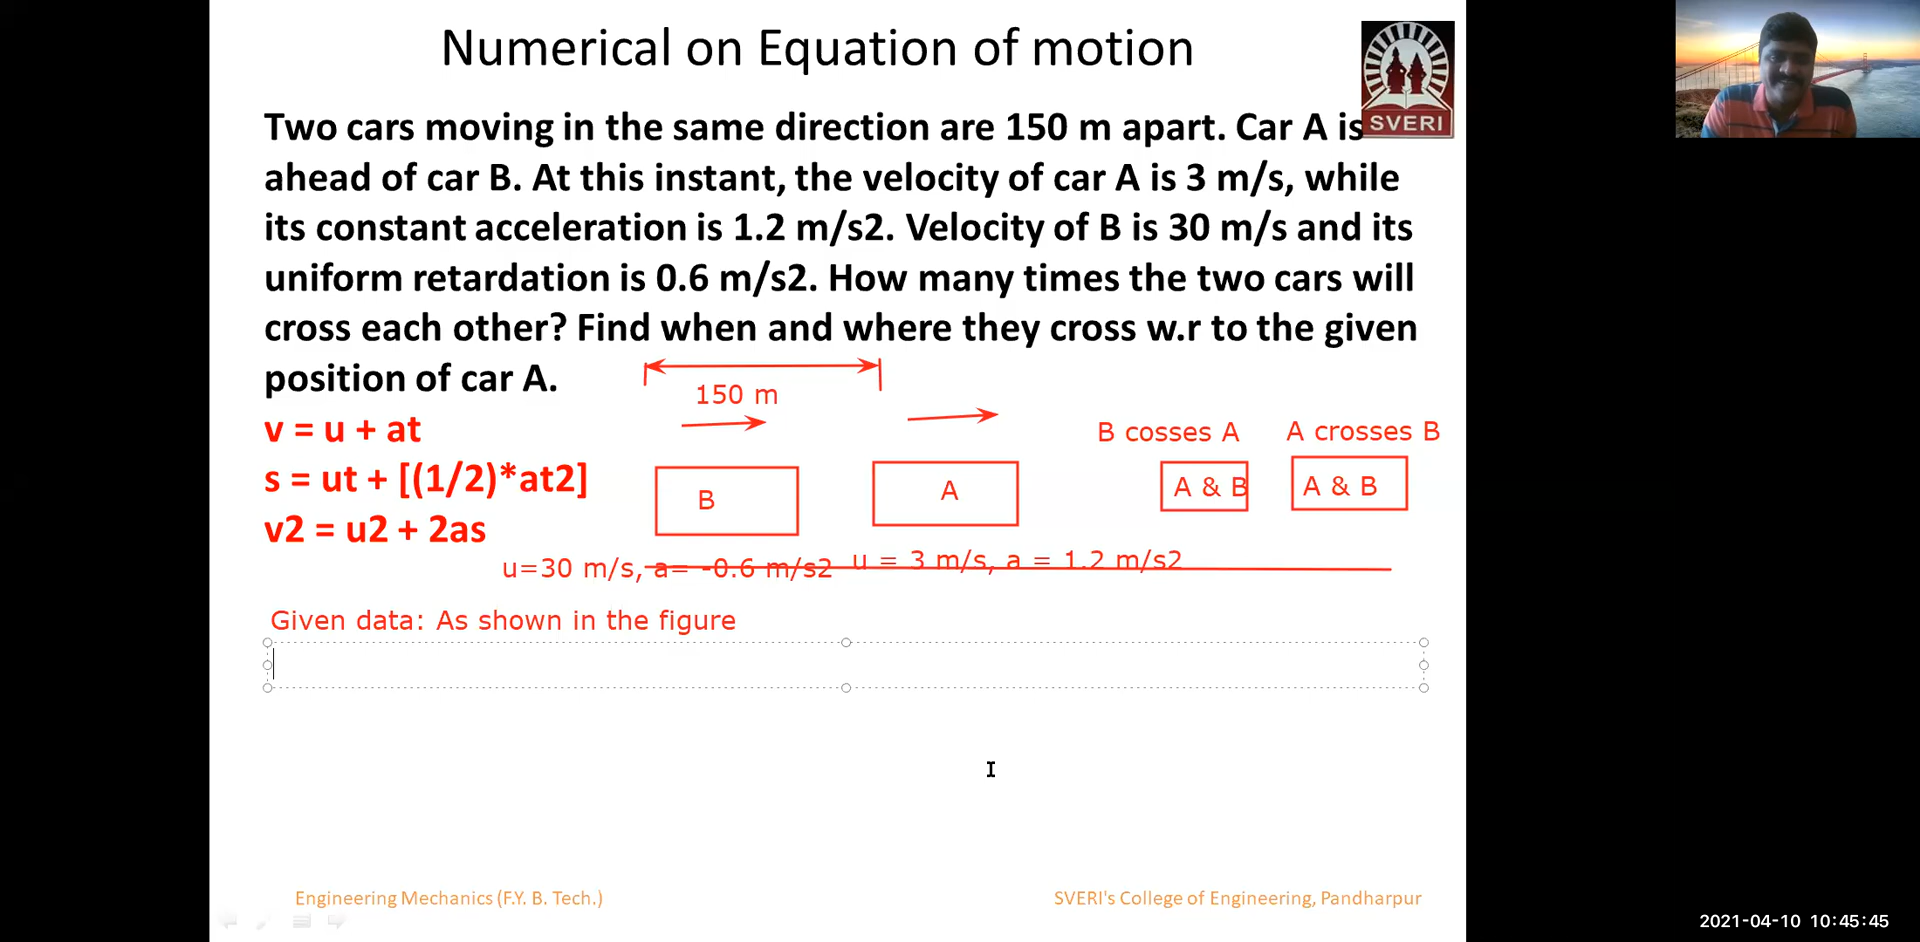 Numerical on Equation of motion
SVERI
Two cars moving in the same direction are 150 m apart. Car A is
ahead of car B. At this instant, the velocity of car A is 3 m/s, while
its constant acceleration is 1.2 m/s2. Velocity of B is 30 m/s and its
uniform retardation is 0.6 m/s2. How many times the two cars will
cross each other? Find when and where they cross w.r to the given
position of car A.
150 m
v = u + at
B cosses A A crosses B
s = ut + [(1/2)*at2]
B A A & B A & B
v2 = u2 + 2as
u=30 m/s, a= -0.6 m/s2 u = 3 m/s, a = 1.2 m/s2
Given data: As shown in the figure
Engineering Mechanics (F.Y. B. Tech.) SVERI's College of Engineering, Pandharpur
2021-04-10 10:45:45